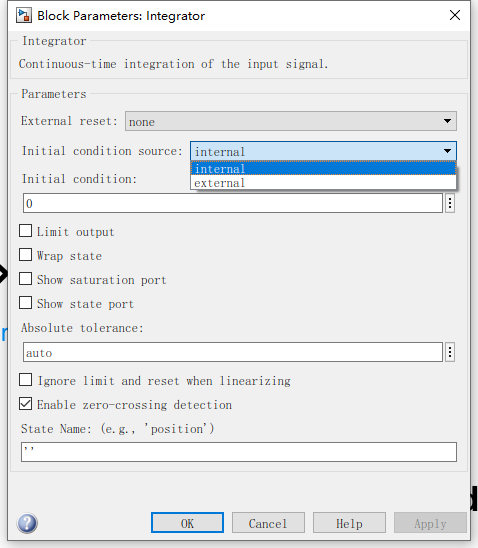 Block Parameters: Integrator
Integrator
Continuous-time integration of the input signal.
Parameters
External reset: none
Initial condition source: internal
internal
external
Initial condition:
0
Limit output
Wrap state
Show saturation port
Show state port
Absolute tolerance:
auto
Ignore limit and reset when linearizing
Enable zero-crossing detection
State Name: (e.g., 'position')
''
OK Cancel Help Apply